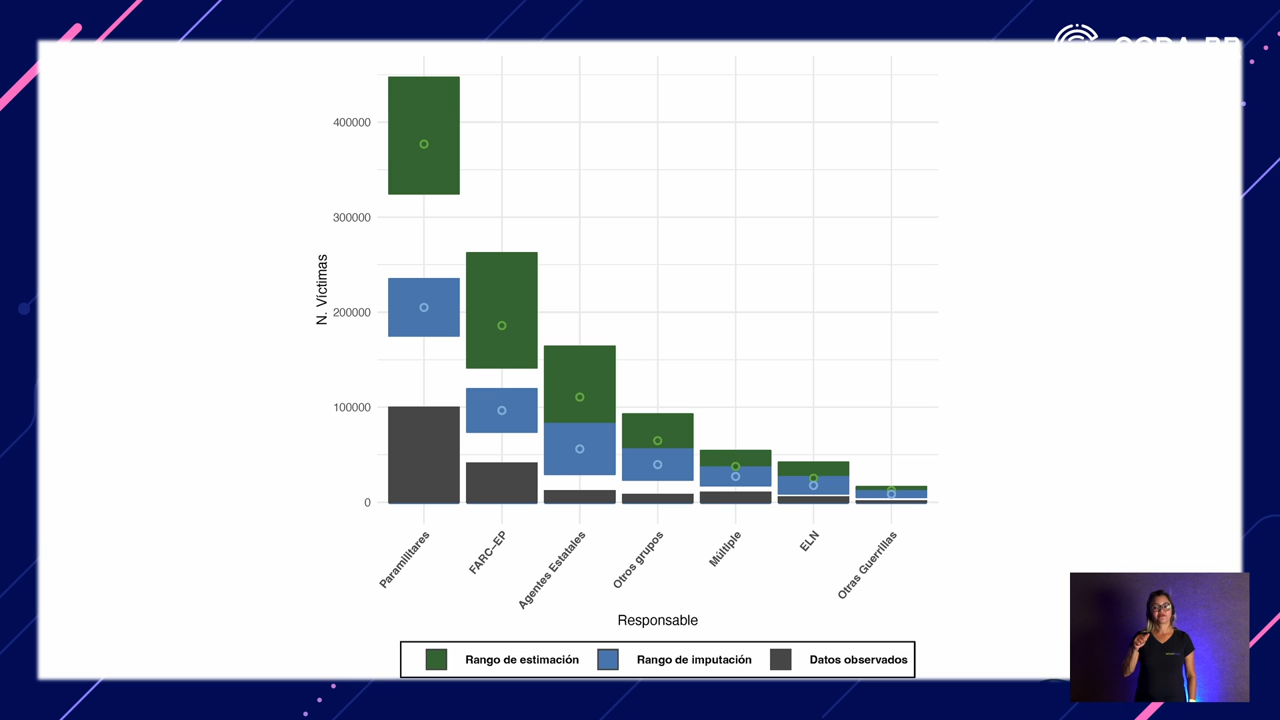 400000
300000
200000
100000
0
N. Víctimas
Paramilitares
FARC−EP
Agentes Estatales
Otros grupos
Múltiple
ELN
Otras Guerrillas
Responsable
Rango de estimación
Rango de imputación
Datos observados